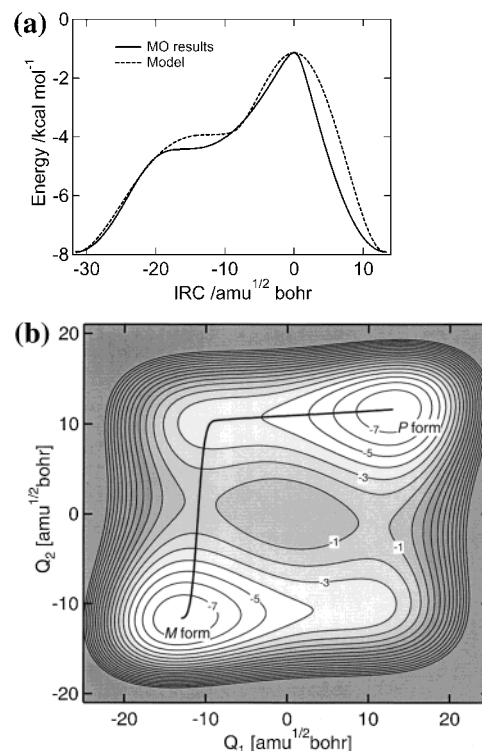 (a)
0
-2
-4
-6
-8
Energy /kcal mol⁻¹
MO results
Model
-30 -20 -10 0 10
IRC /amu¹/² bohr
(b)
20
10
0
-10
-20
Q₂ [amu¹/²bohr]
-7
P form
-5
-3
-1
-1
-1
-3
-5
-7
M form
-20 -10 0 10 20
Q₁ [amu¹/²bohr]